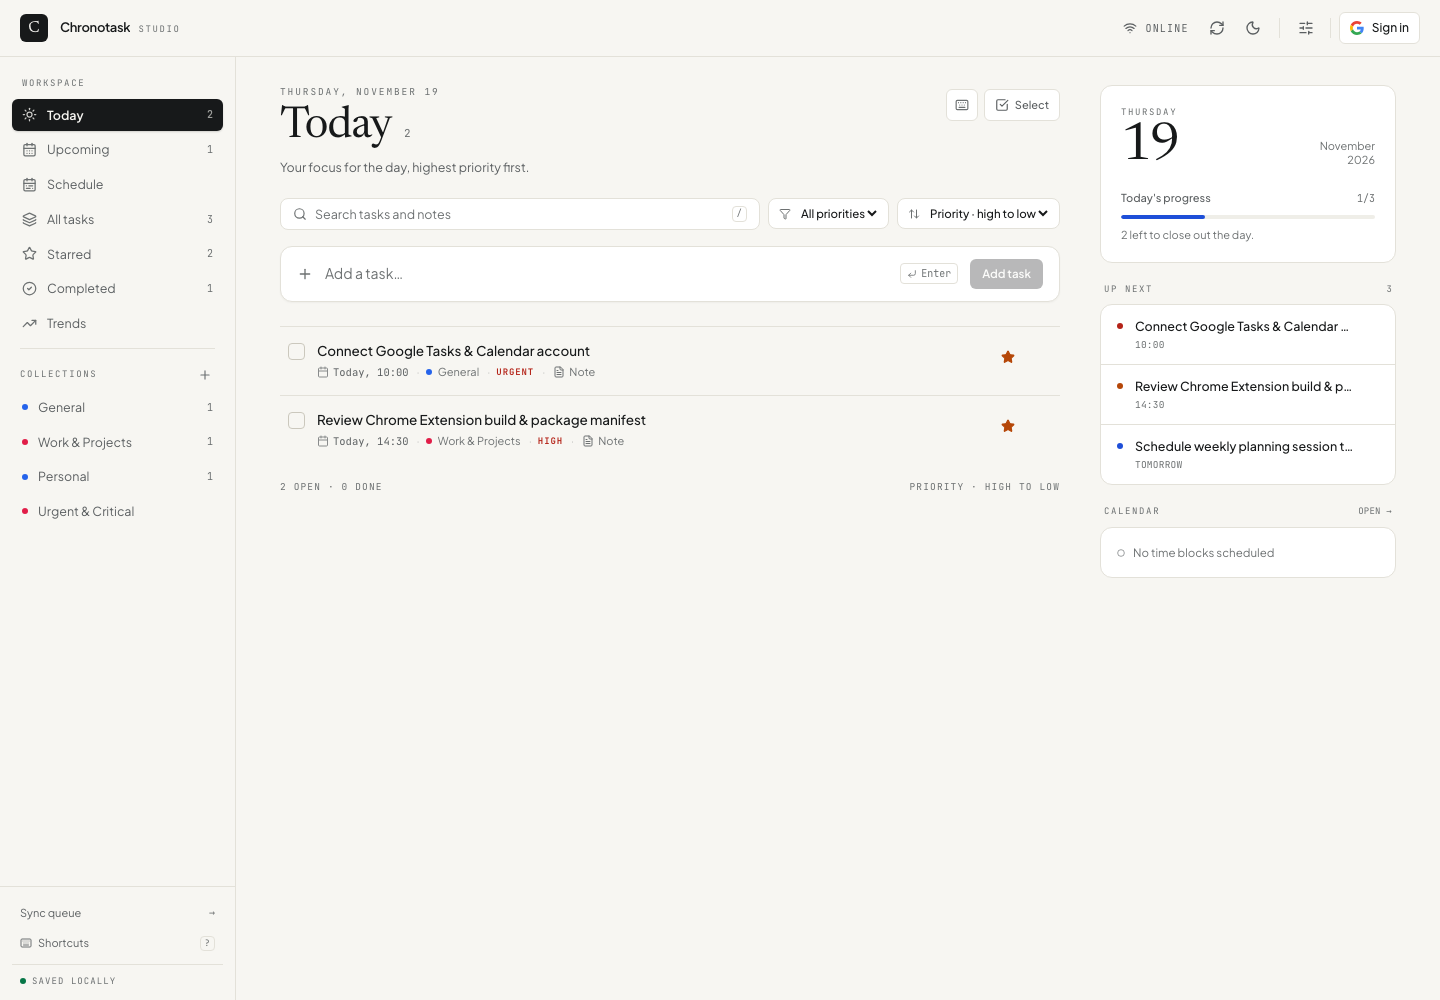 C Chronotask STUDIO
ONLINE
Sign in
WORKSPACE
Today 2
Upcoming 1
Schedule
All tasks 3
Starred 2
Completed 1
Trends
COLLECTIONS
General 1
Work & Projects 1
Personal 1
Urgent & Critical
Sync queue →
Shortcuts ?
SAVED LOCALLY
THURSDAY, NOVEMBER 19
Today 2
Your focus for the day, highest priority first.
Select
Search tasks and notes /
All priorities
Priority · high to low
Add a task...
Enter
Add task
Connect Google Tasks & Calendar account
Today, 10:00 · General · URGENT · Note
Review Chrome Extension build & package manifest
Today, 14:30 · Work & Projects · HIGH · Note
2 OPEN · 0 DONE
PRIORITY · HIGH TO LOW
THURSDAY
19
November
2026
Today's progress 1/3
2 left to close out the day.
UP NEXT 3
Connect Google Tasks & Calendar ...
10:00
Review Chrome Extension build & p...
14:30
Schedule weekly planning session t...
TOMORROW
CALENDAR OPEN →
No time blocks scheduled